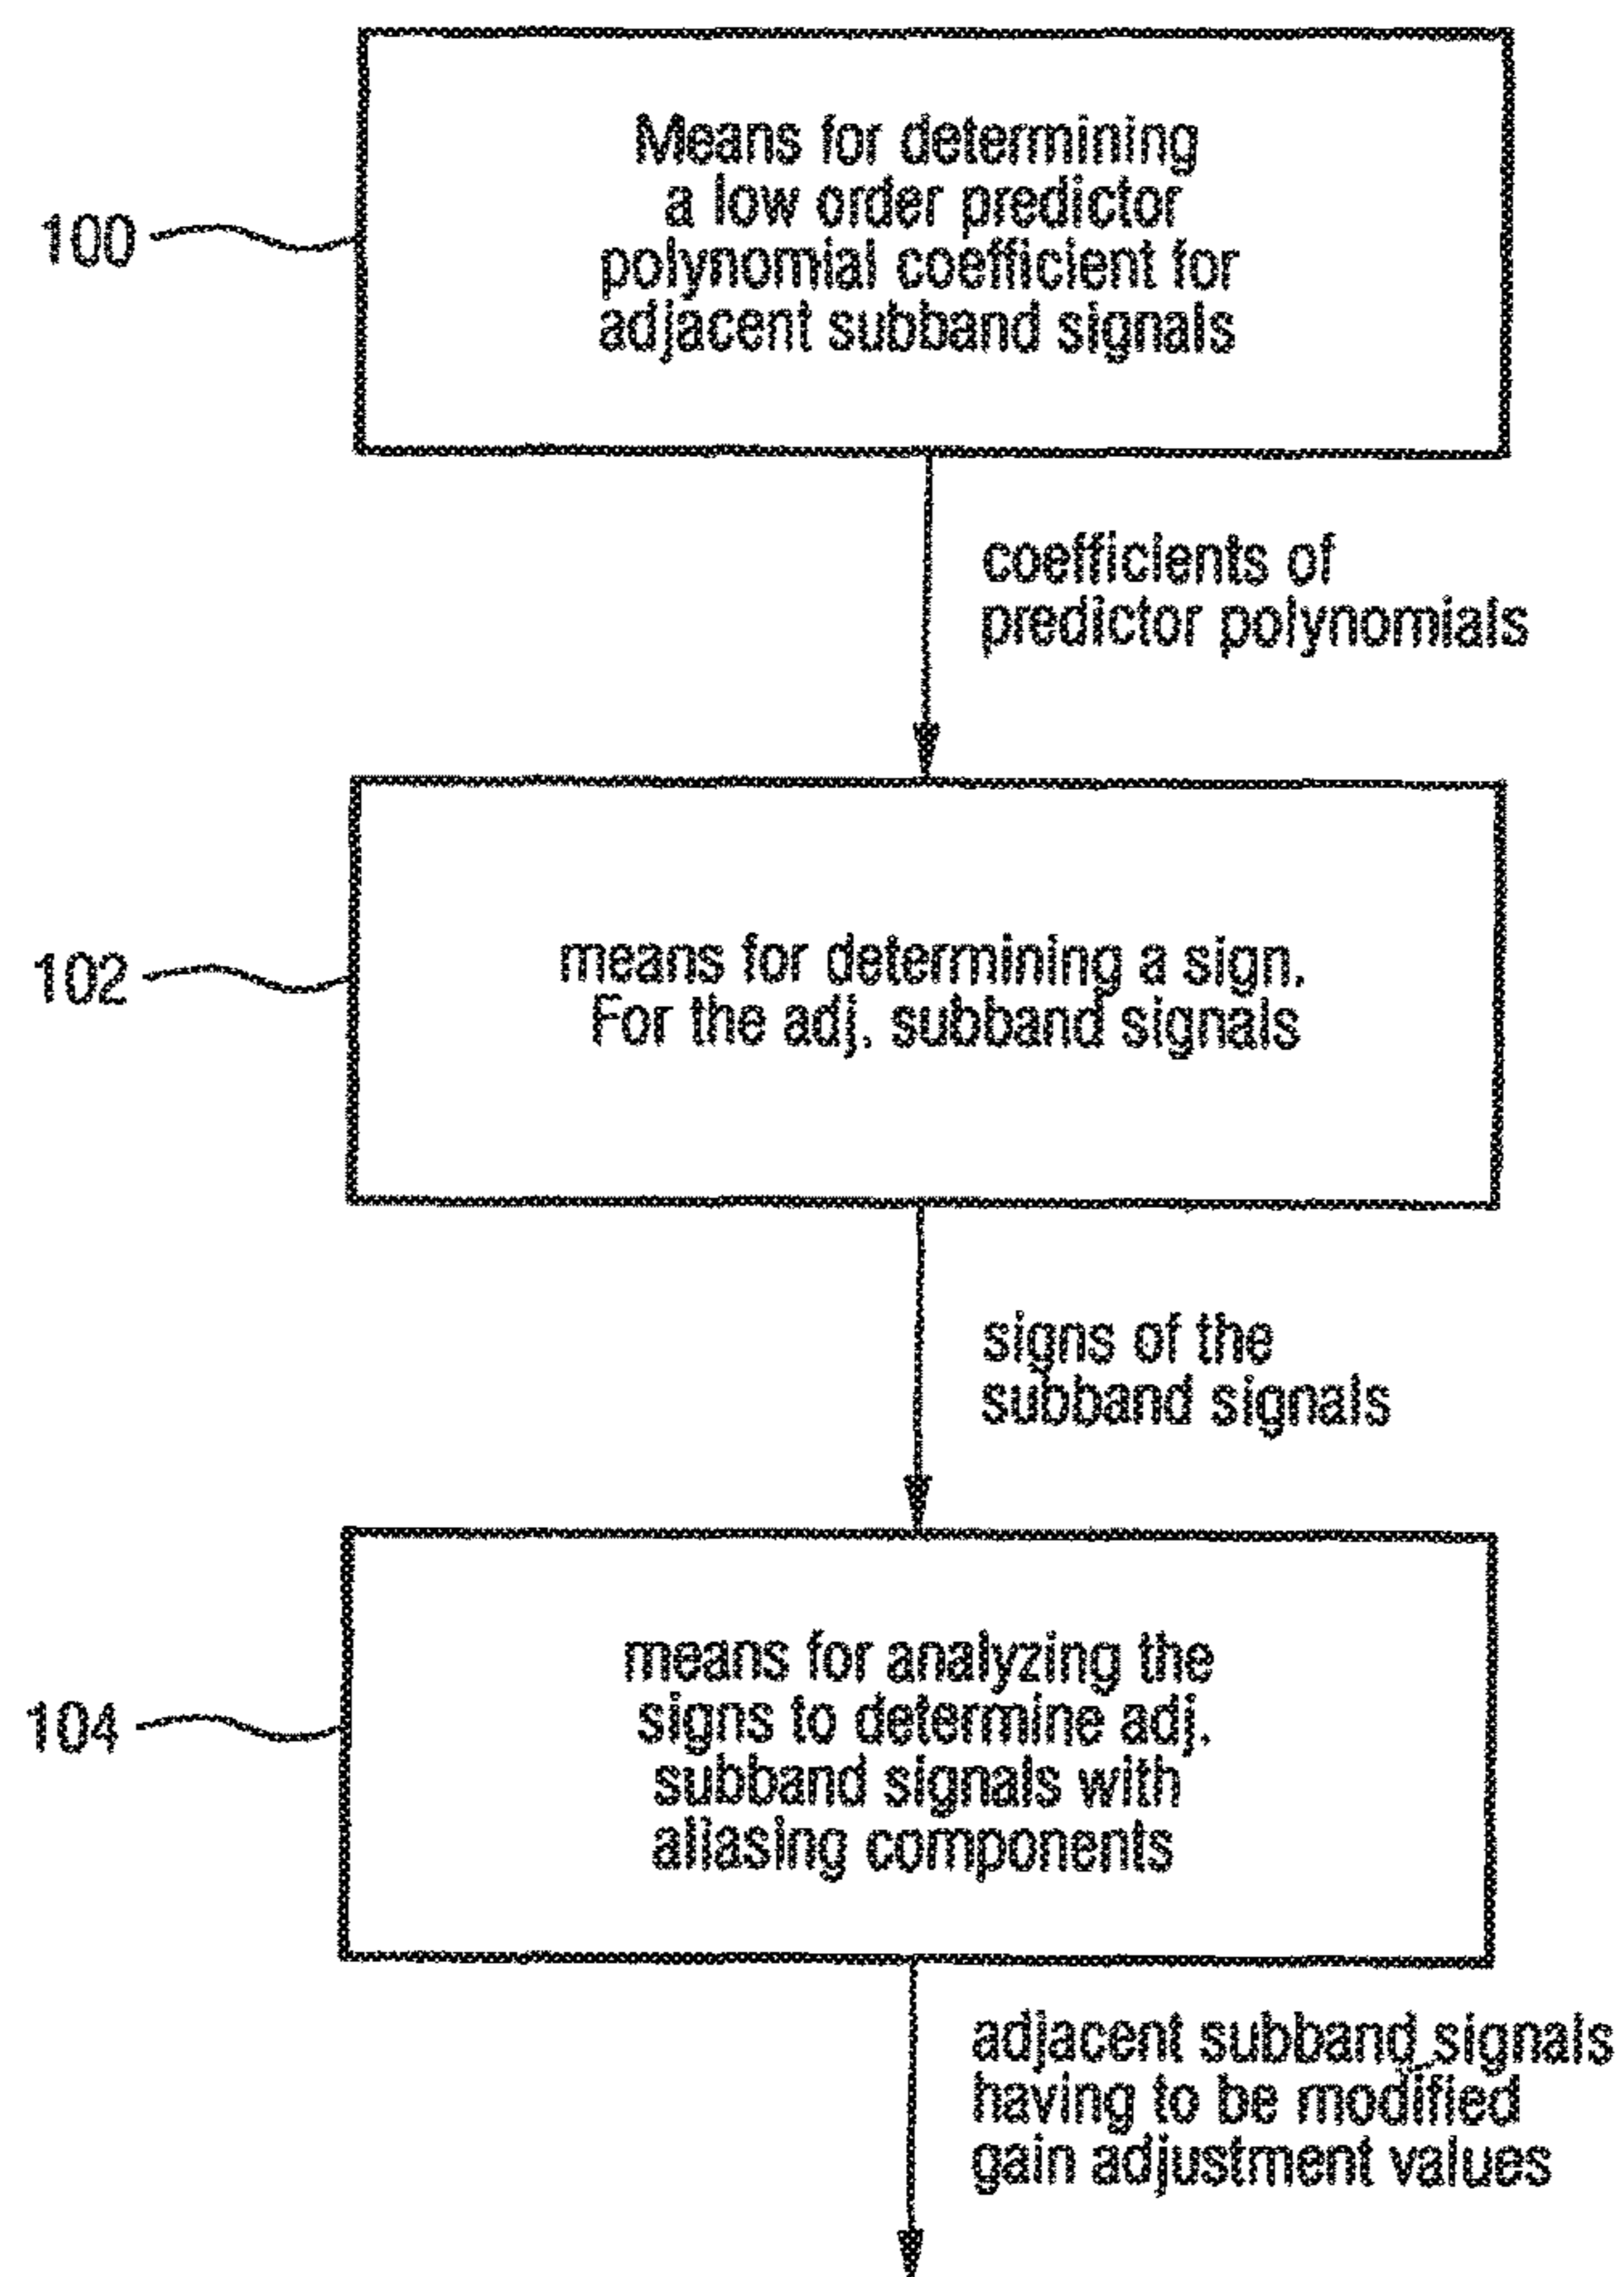 Means for determining
a low order predictor
polynomial coefficient for
adjacent subband signals
100
coefficients of
predictor polynomials
means for determining a sign.
For the adj. subband signals
102
signs of the
subband signals
means for analyzing the
signs to determine adj.
subband signals with
aliasing components
104
adjacent subband signals
having to be modified
gain adjustment values